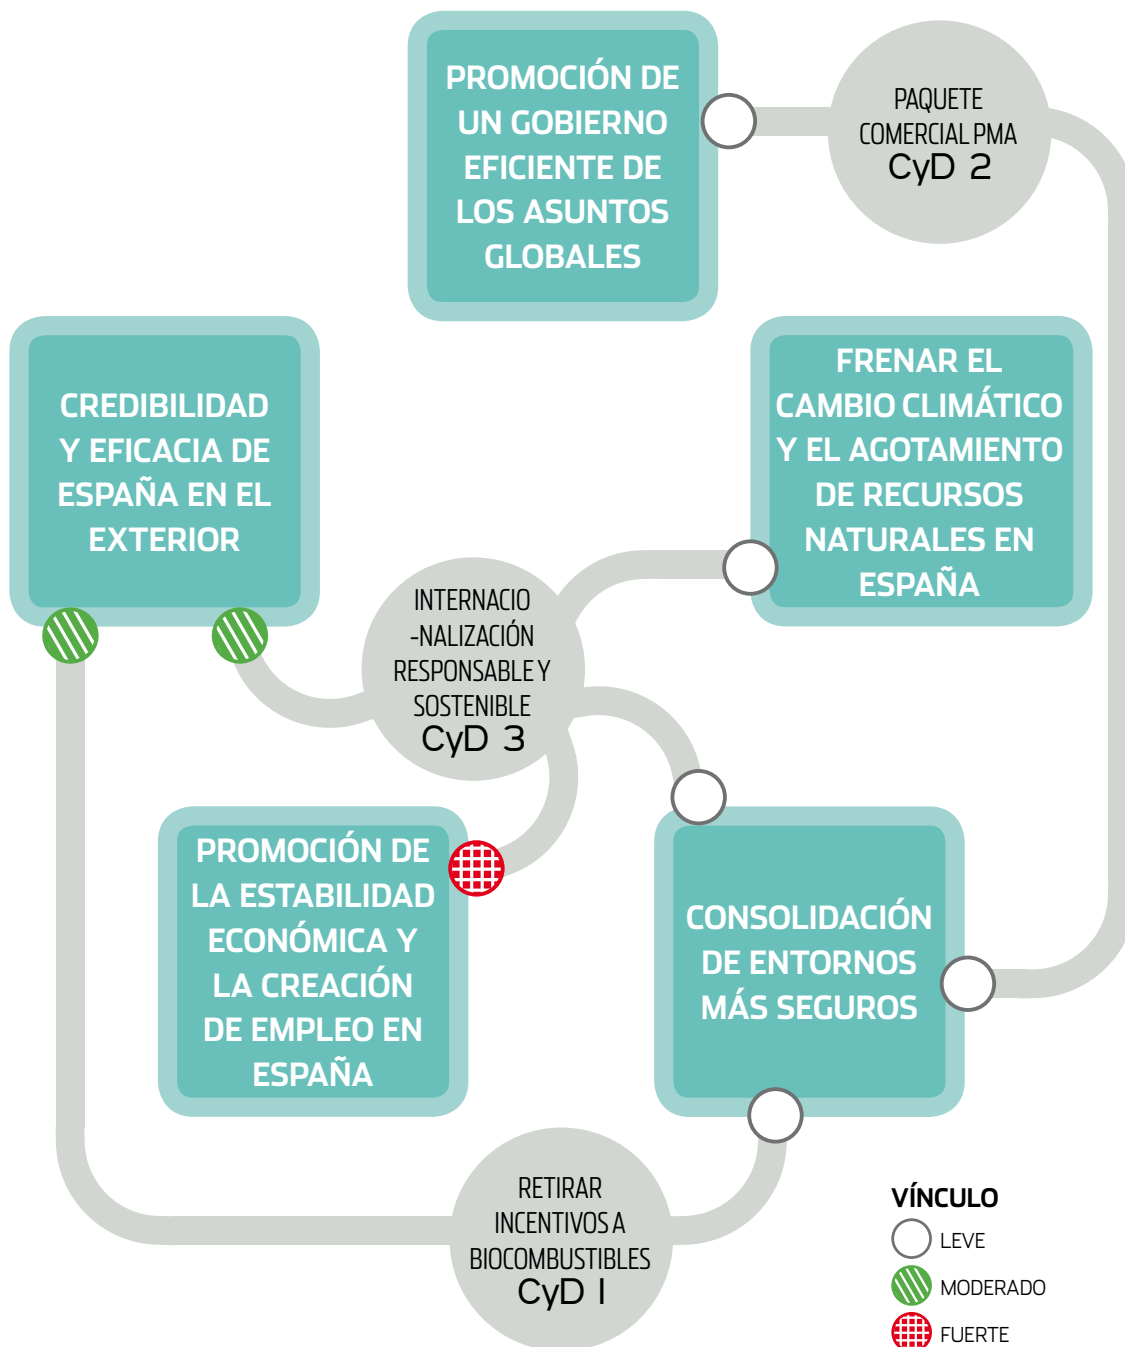 PROMOCIÓN DE
UN GOBIERNO
EFICIENTE DE
LOS ASUNTOS
GLOBALES
PAQUETE
COMERCIAL PMA
CyD 2
CREDIBILIDAD
Y EFICACIA DE
ESPAÑA EN EL
EXTERIOR
FRENAR EL
CAMBIO CLIMÁTICO
Y EL AGOTAMIENTO
DE RECURSOS
NATURALES EN
ESPAÑA
INTERNACIO
-NALIZACIÓN
RESPONSABLE Y
SOSTENIBLE
CyD 3
PROMOCIÓN DE
LA ESTABILIDAD
ECONÓMICA Y
LA CREACIÓN
DE EMPLEO EN
ESPAÑA
CONSOLIDACIÓN
DE ENTORNOS
MÁS SEGUROS
RETIRAR
INCENTIVOS A
BIOCOMBUSTIBLES
CyD 1
VÍNCULO
LEVE
MODERADO
FUERTE